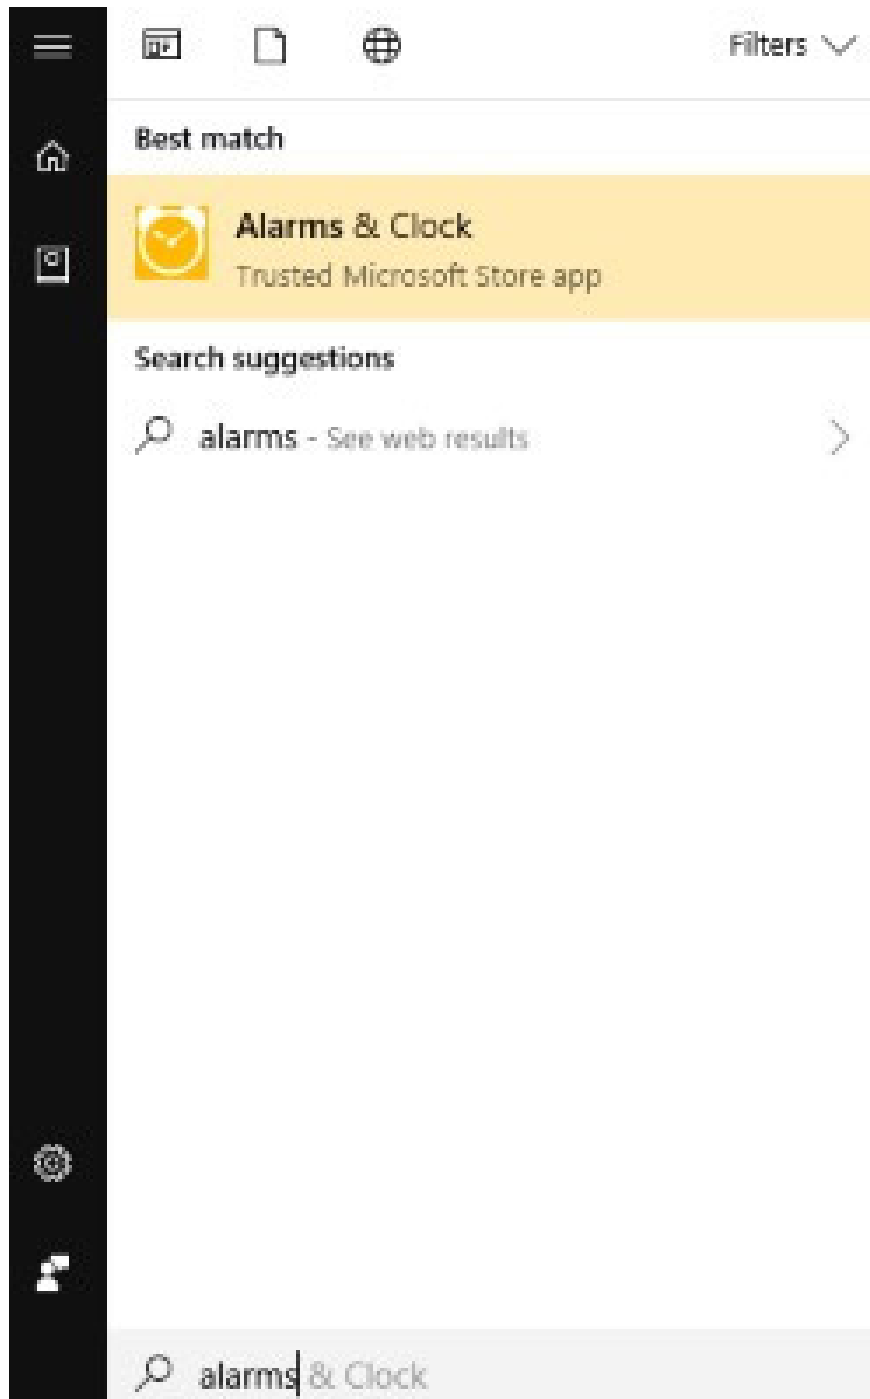 Filters
Best match
Alarms & Clock
Trusted Microsoft Store app
Search suggestions
alarms - See web results
alarms & Clock